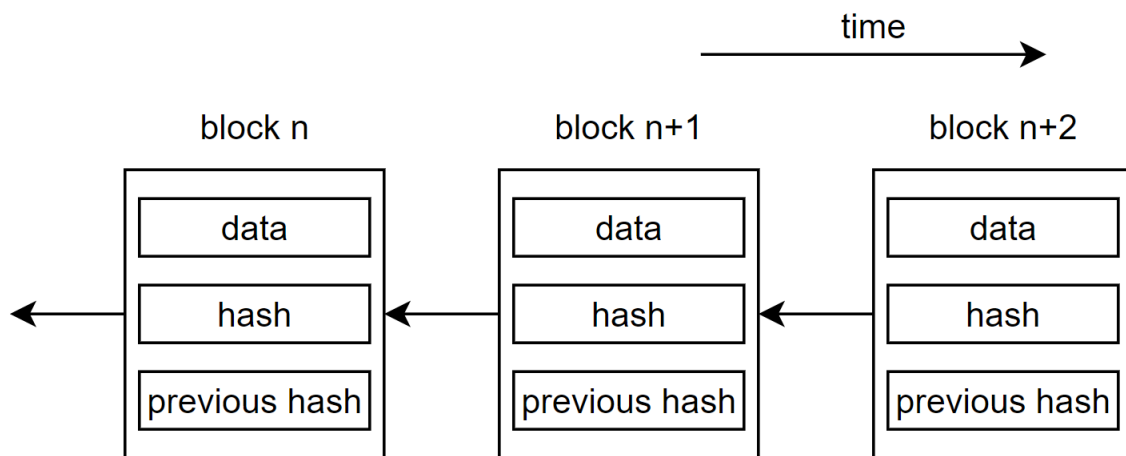 time
block n
block n+1
block n+2
data
data
data
hash
hash
hash
previous hash
previous hash
previous hash